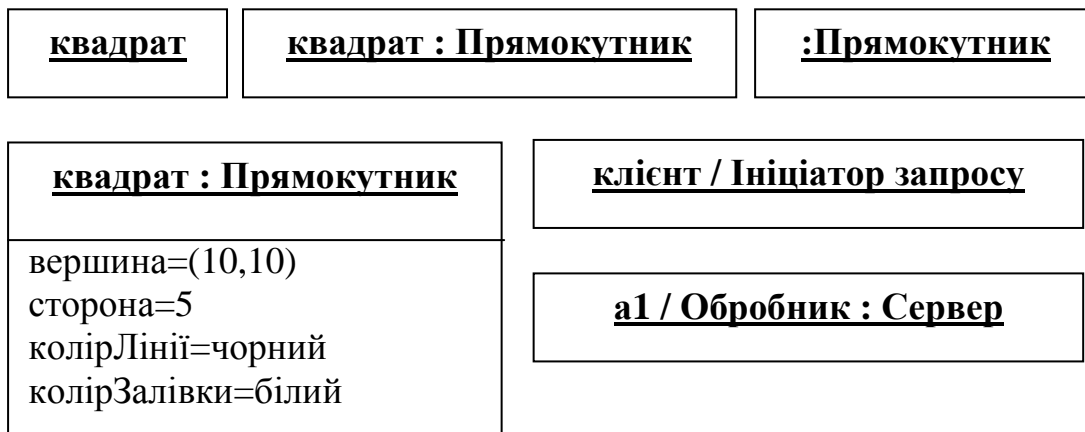 квадрат
квадрат : Прямокутник
:Прямокутник
квадрат : Прямокутник
вершина=(10,10)
сторона=5
колірЛінії=чорний
колірЗалівки=білий
клієнт / Ініціатор запросу
а1 / Обробник : Сервер